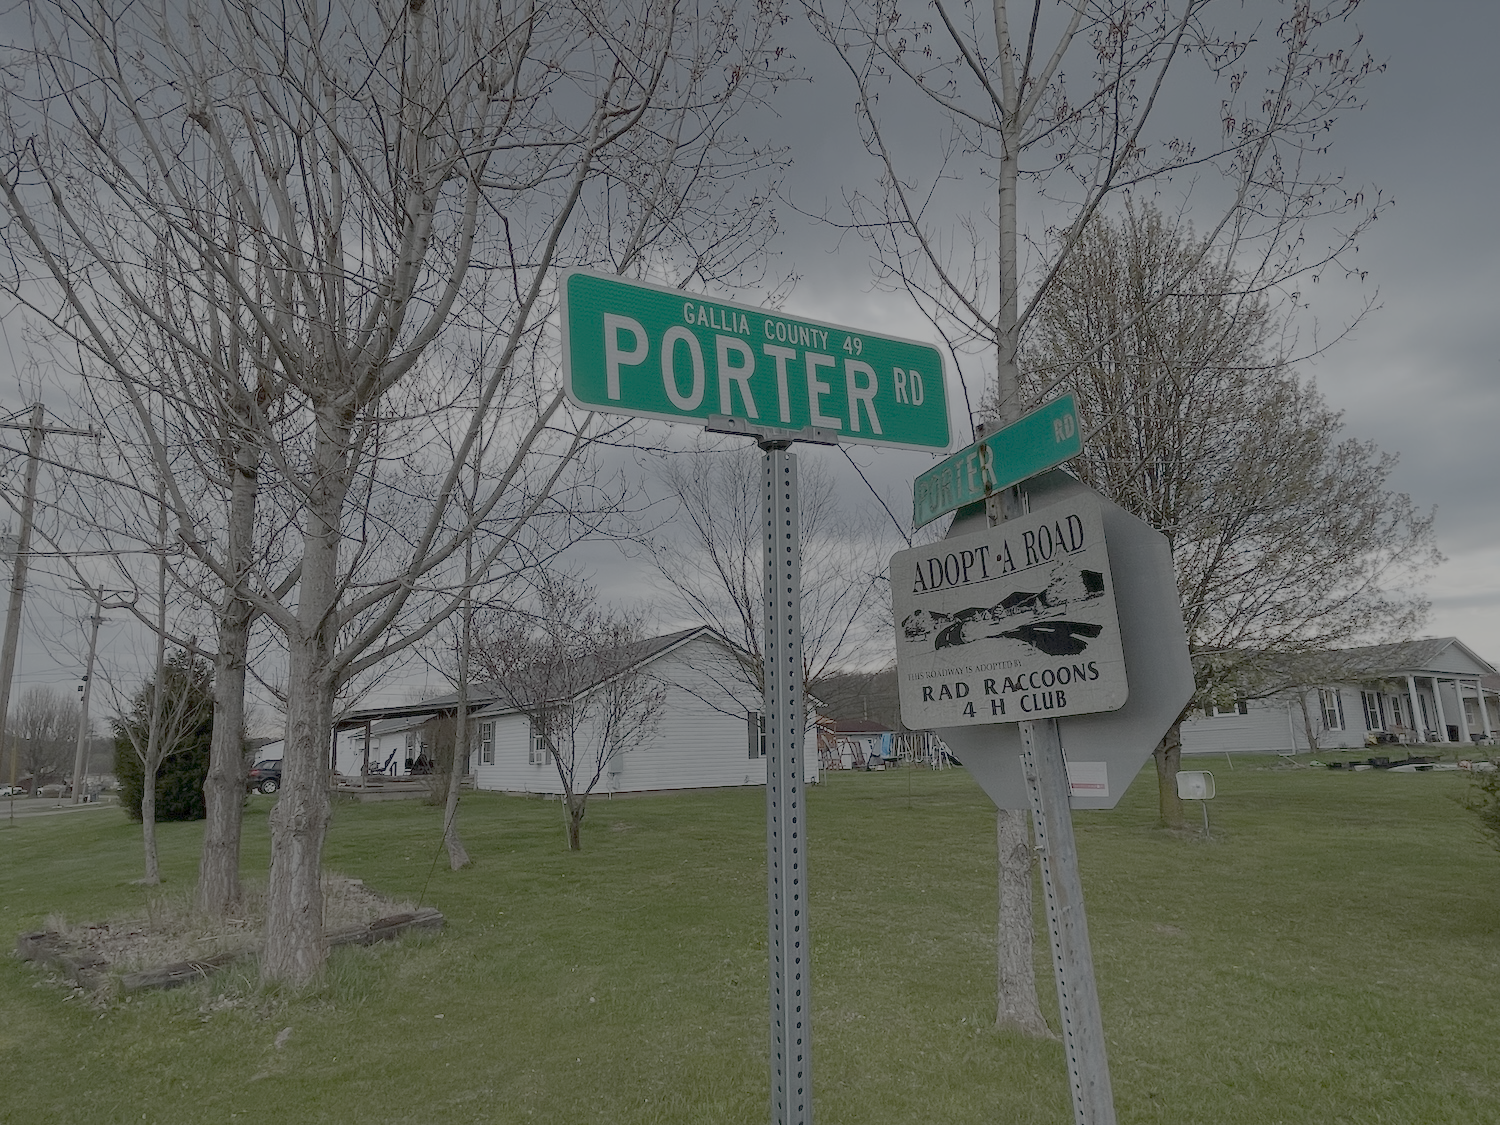 GALLIA COUNTY 49
PORTER RD
PORTER RD
ADOPT·A ROAD
THIS ROADWAY IS ADOPTED BY
RAD RACCOONS
4 H CLUB